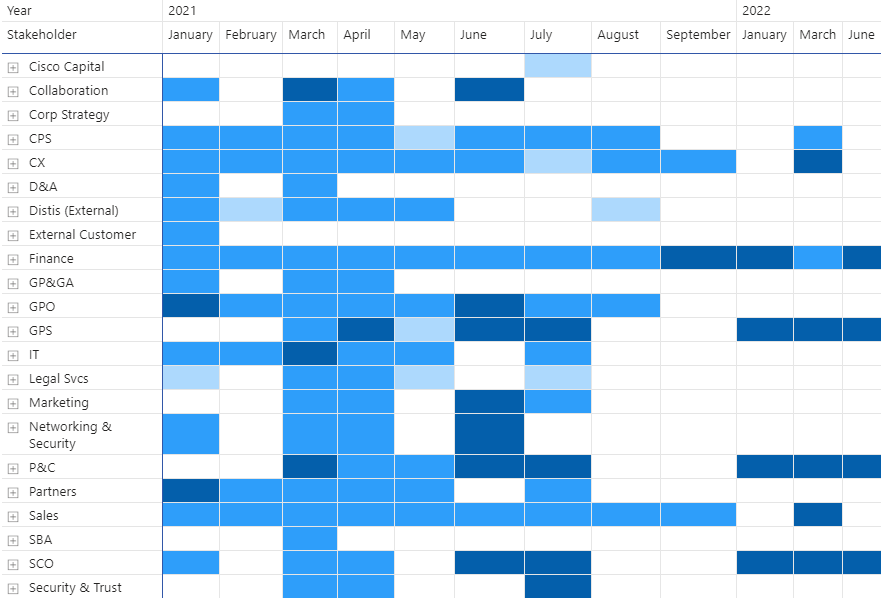 Year 2021 2022
Stakeholder January February March April May June July August September January March June
Cisco Capital
Collaboration
Corp Strategy
CPS
CX
D&A
Distis (External)
External Customer
Finance
GP&GA
GPO
GPS
IT
Legal Svcs
Marketing
Networking &
Security
P&C
Partners
Sales
SBA
SCO
Security & Trust